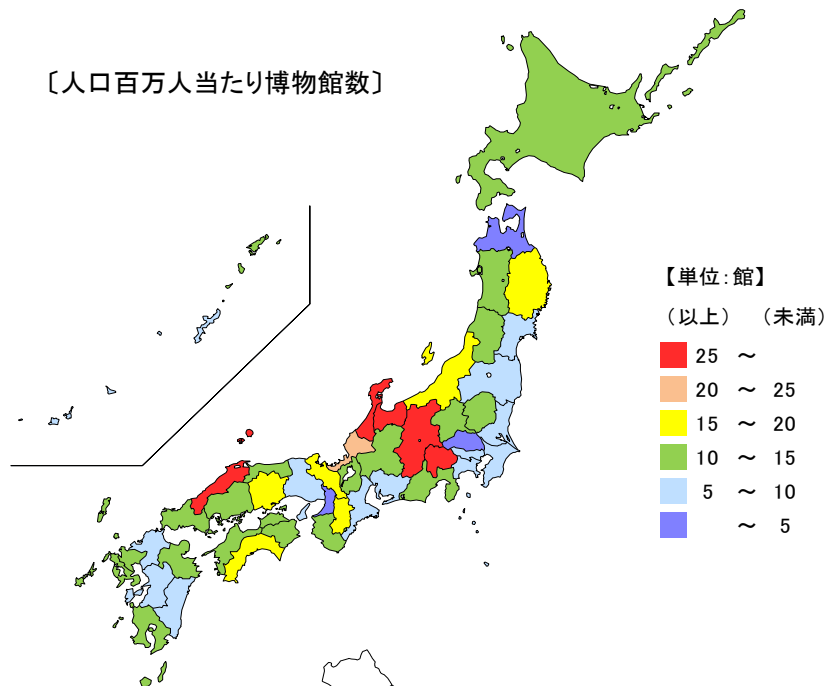 〔人口百万人当たり博物館数〕
【単位：館】
（以上） （未満）
25 ～
20 ～ 25
15 ～ 20
10 ～ 15
5 ～ 10
～ 5